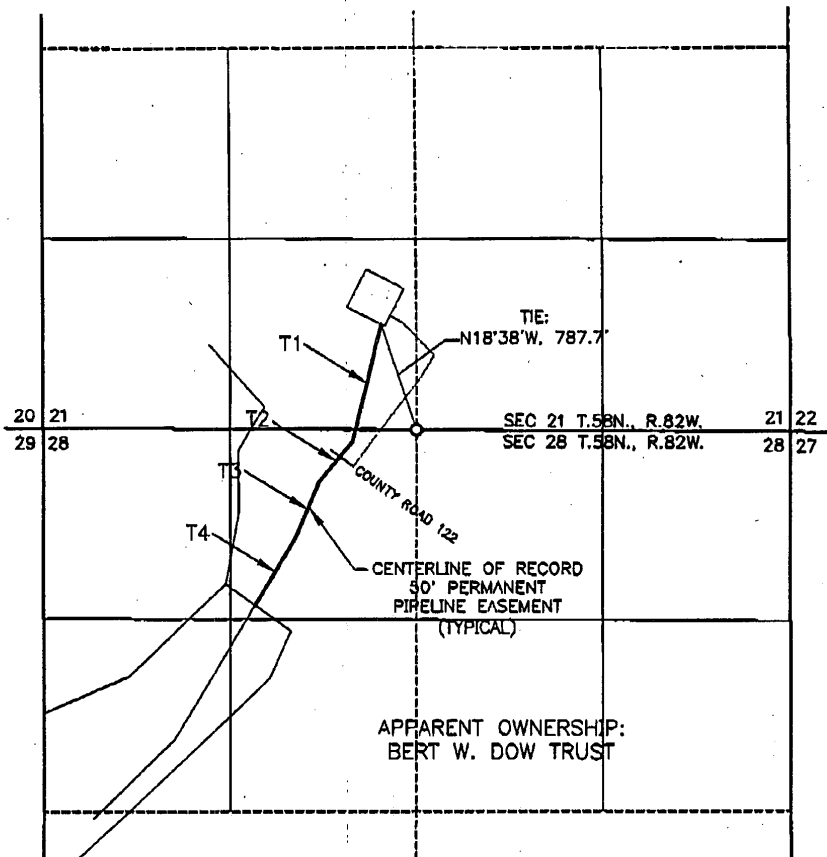 TIE:
N18°38'W, 787.7'
T1
T2
20 21
29 28
SEC 21 T.58N., R.82W.
SEC 28 T.58N., R.82W.
21 22
28 27
T3
COUNTY ROAD 122
T4
CENTERLINE OF RECORD
50' PERMANENT
PIPELINE EASEMENT
(TYPICAL)
APPARENT OWNERSHIP:
BERT W. DOW TRUST